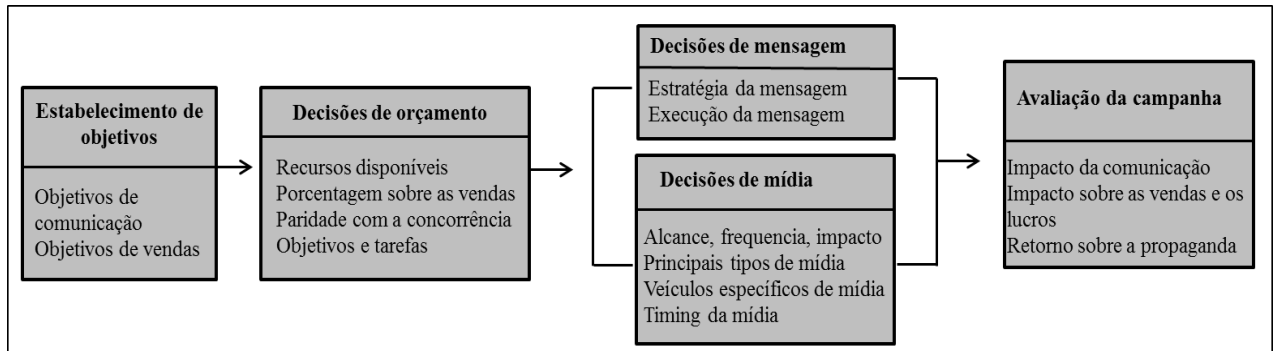 Estabelecimento de
objetivos
Objetivos de
comunicação
Objetivos de vendas
Decisões de orçamento
Recursos disponíveis
Porcentagem sobre as vendas
Paridade com a concorrência
Objetivos e tarefas
Decisões de mensagem
Estratégia da mensagem
Execução da mensagem
Decisões de mídia
Alcance, frequencia, impacto
Principais tipos de mídia
Veículos específicos de mídia
Timing da mídia
Avaliação da campanha
Impacto da comunicação
Impacto sobre as vendas e os
lucros
Retorno sobre a propaganda